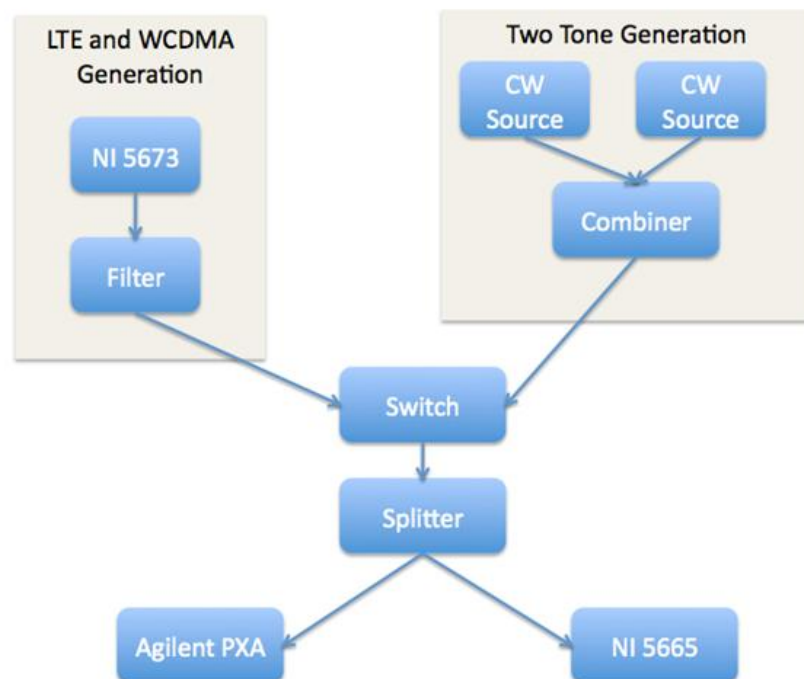 LTE and WCDMA
Generation
NI 5673
Filter
Two Tone Generation
CW
Source
CW
Source
Combiner
Switch
Splitter
Agilent PXA
NI 5665